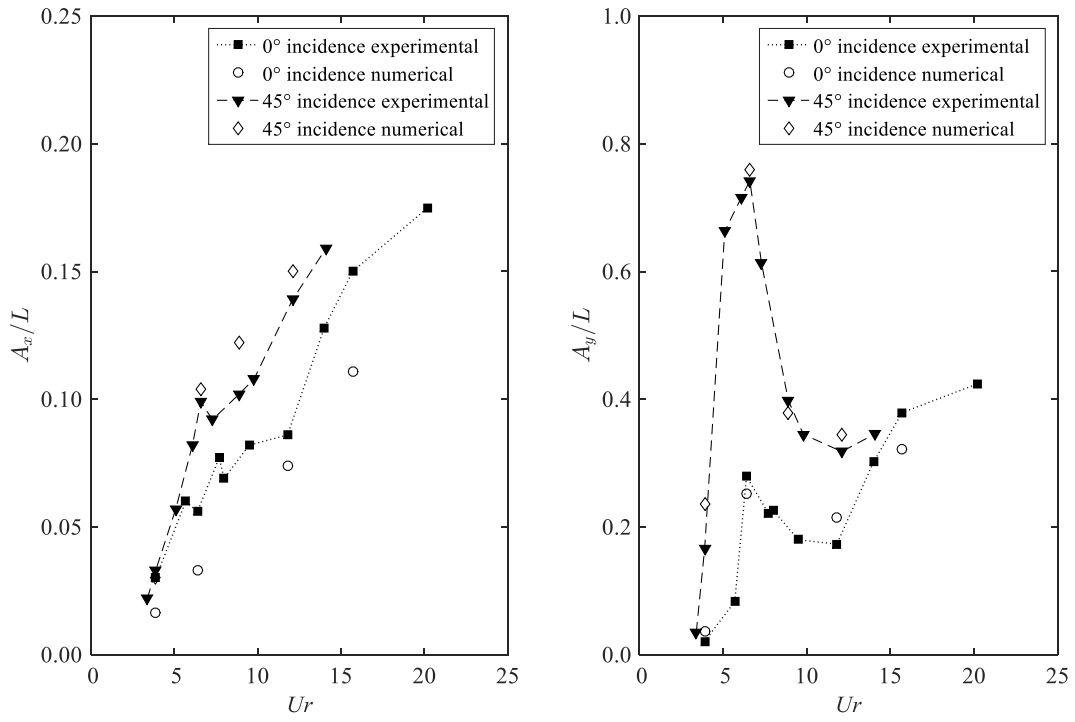 0.25
0.20
0.15
0.10
0.05
0.00
0 5 10 15 20 25
Ur
A_x/L
0° incidence experimental
0° incidence numerical
45° incidence experimental
45° incidence numerical
1.0
0.8
0.6
0.4
0.2
0.0
0 5 10 15 20 25
Ur
A_y/L
0° incidence experimental
0° incidence numerical
45° incidence experimental
45° incidence numerical